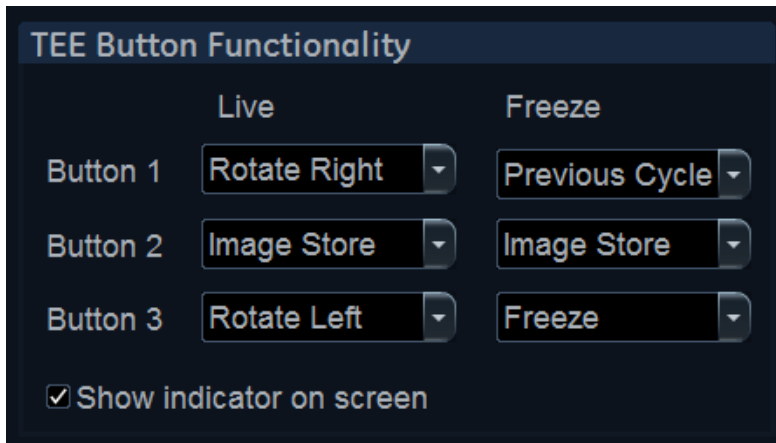 TEE Button Functionality
Live Freeze
Button 1 Rotate Right Previous Cycle
Button 2 Image Store Image Store
Button 3 Rotate Left Freeze
Show indicator on screen